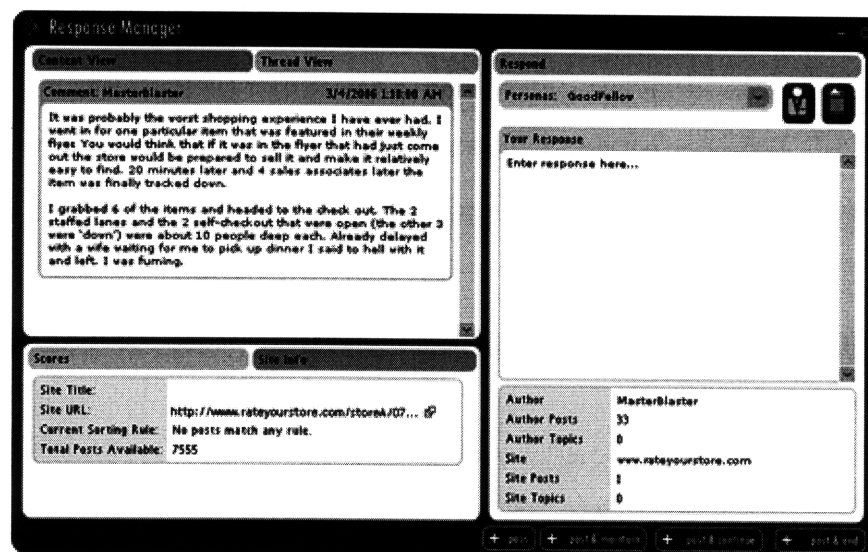 Response Manager
Content View
Thread View
Comment: MasterBlaster
3/4/2006 1:18:00 AM
It was probably the worst shopping experience I have ever had. I
went in for one particular item that was featured in their weekly
flyer. You would think that if it was in the flyer that had just come
out the store would be prepared to sell it and make it relatively
easy to find. 20 minutes later and 4 sales associates later the
item was finally tracked down.
I grabbed 6 of the items and headed to the check out. The 2
staffed lanes and the 2 self-checkout that were open (the other 3
were 'down') were about 10 people deep each. Already delayed
with a wife waiting for me to pick up dinner I said to hell with it
and left. I was fuming.
Scores
Site Info
Site Title:
Site URL: http://www.rateyourstore.com/storeA/07...
Current Sorting Rule: No posts match any rule.
Total Posts Available: 7555
Respond
Personas: GoodFellow
Your Response
Enter response here...
Author MasterBlaster
Author Posts 33
Author Topics 0
Site www.rateyourstore.com
Site Posts 1
Site Topics 0
+ post
+ post & maintain
+ post & continue
+ post & end